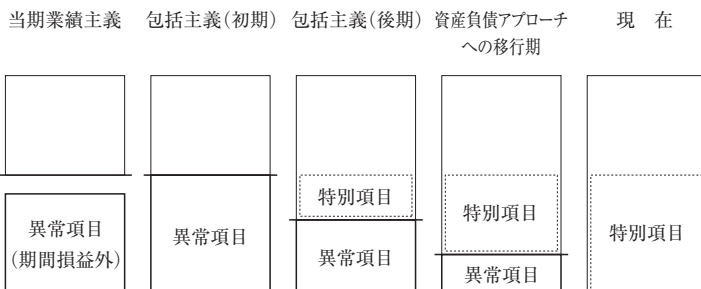 当期業績主義 包括主義(初期) 包括主義(後期) 資産負債アプローチ 現 在
への移行期
特別項目
異常項目
(期間損益外)
異常項目
異常項目
特別項目
異常項目
特別項目